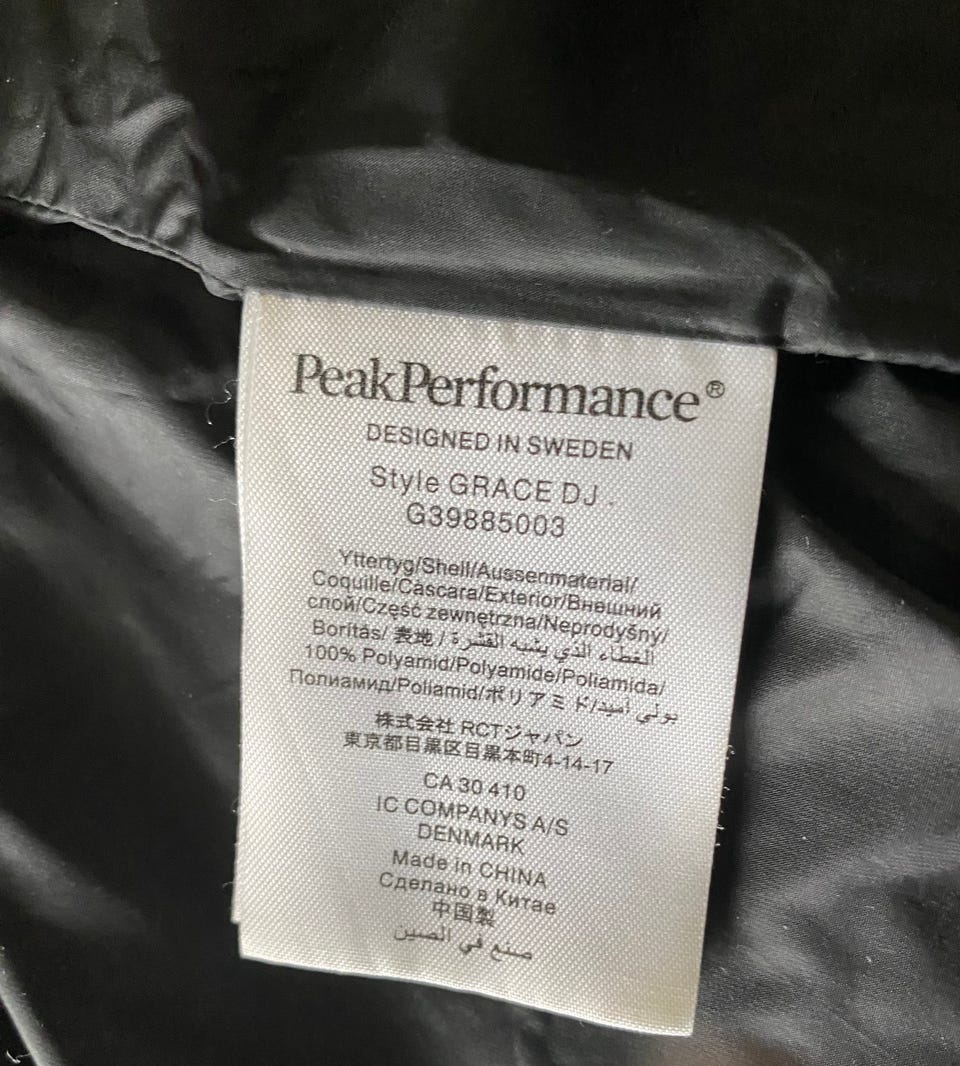 PeakPerformance®
DESIGNED IN SWEDEN
Style GRACE DJ .
G39885003
Yttertyg/Shell/Aussenmaterial/
Coquille/Cáscara/Exterior/Внешний
слой/Część zewnętrzna/Neprodyšný/
Borítás/ 表地 / الغطاء الذي يشبه القشرة
100% Polyamid/Polyamide/Poliamida/
Полиамид/Poliamid/ポリアミド/بولي أميد
株式会社 RCTジャパン
東京都目黒区目黒本町4-14-17
CA 30 410
IC COMPANYS A/S
DENMARK
Made in CHINA
Сделано в Китае
中国製
صنع في الصين